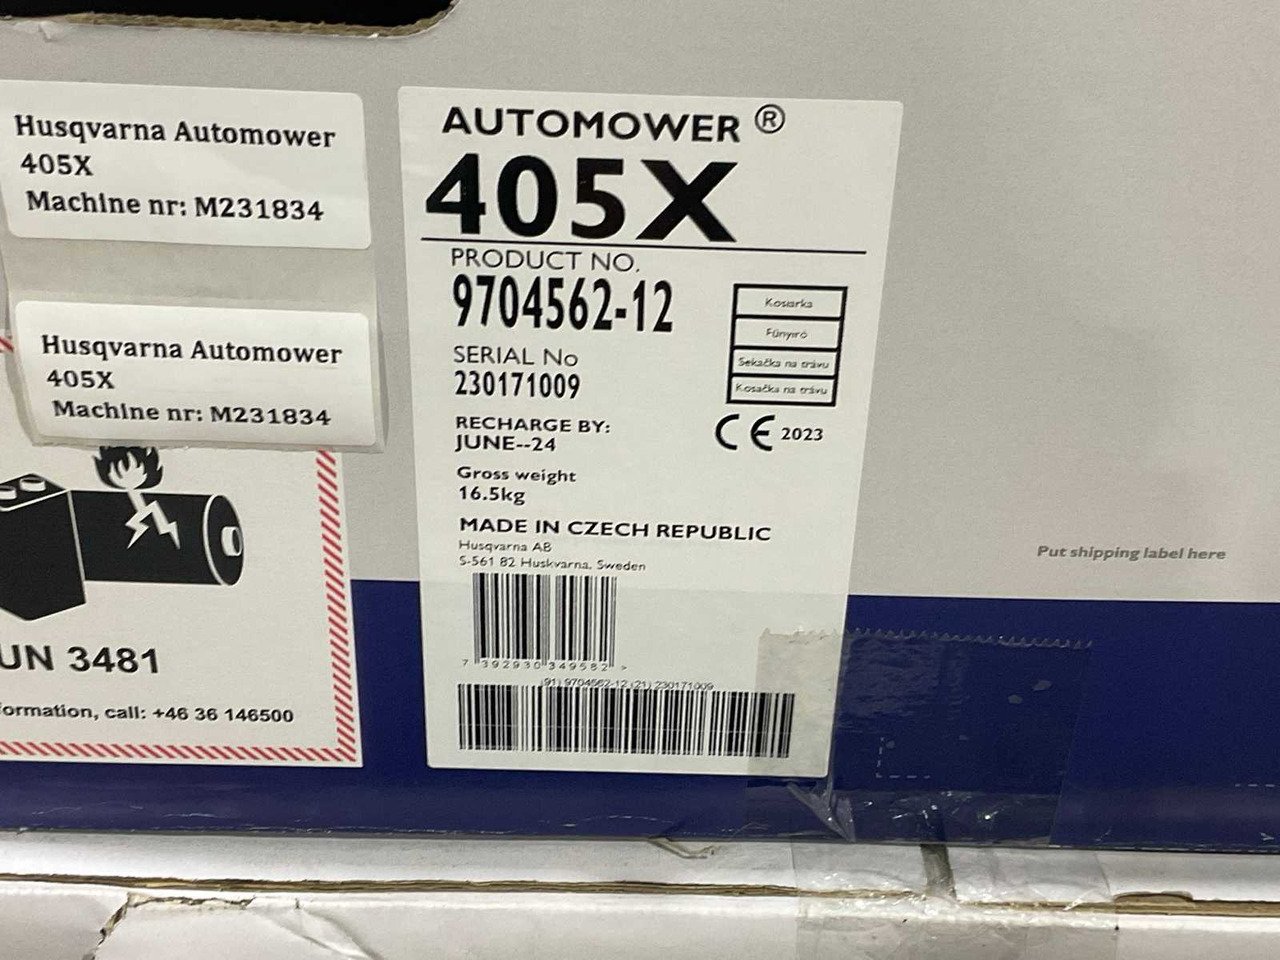 Husqvarna Automower
405X
Machine nr: M231834
Husqvarna Automower
405X
Machine nr: M231834
UN 3481
call: +46 36 146500
AUTOMOWER ®
405X
PRODUCT NO.
9704562-12
SERIAL No
230171009
RECHARGE BY:
JUNE--24
Gross weight
16.5kg
MADE IN CZECH REPUBLIC
Husqvarna AB
S-561 82 Huskvarna, Sweden
7 392930 349582 >
(91) 9704562-12 (21) 230171009
Kosiarka
Fűnyíró
Sekačka na trávu
Kosačka na trávu
CE 2023
Put shipping label here